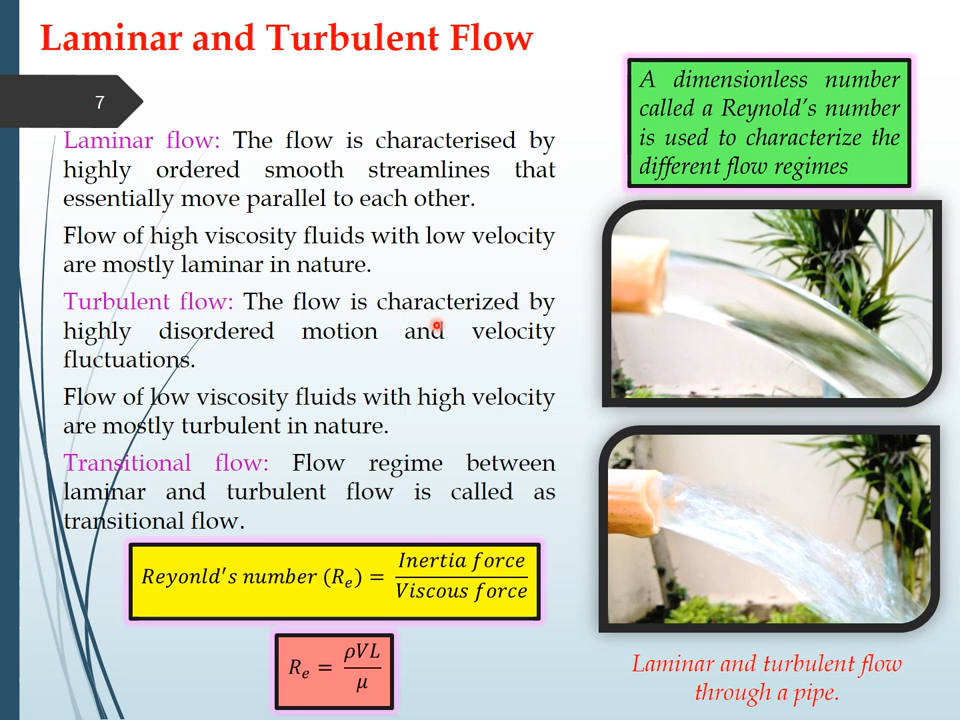 Laminar and Turbulent Flow
7
Laminar flow: The flow is characterised by
highly ordered smooth streamlines that
essentially move parallel to each other.
Flow of high viscosity fluids with low velocity
are mostly laminar in nature.
Turbulent flow: The flow is characterized by
highly disordered motion and velocity
fluctuations.
Flow of low viscosity fluids with high velocity
are mostly turbulent in nature.
Transitional flow: Flow regime between
laminar and turbulent flow is called as
transitional flow.
Reyonld's number (Rₑ) = Inertia force / Viscous force
Rₑ = ρVL / μ
A dimensionless number
called a Reynold's number
is used to characterize the
different flow regimes
Laminar and turbulent flow
through a pipe.